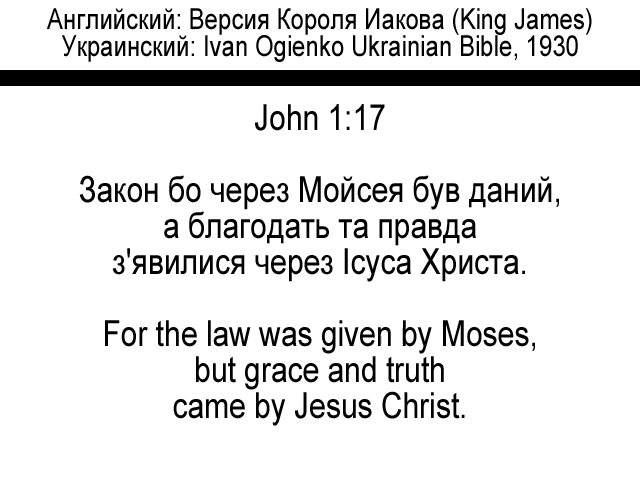 Английский: Версия Короля Иакова (King James)
Украинский: Ivan Ogienko Ukrainian Bible, 1930
John 1:17
Закон бо через Мойсея був даний,
а благодать та правда
з'явилися через Ісуса Христа.
For the law was given by Moses,
but grace and truth
came by Jesus Christ.